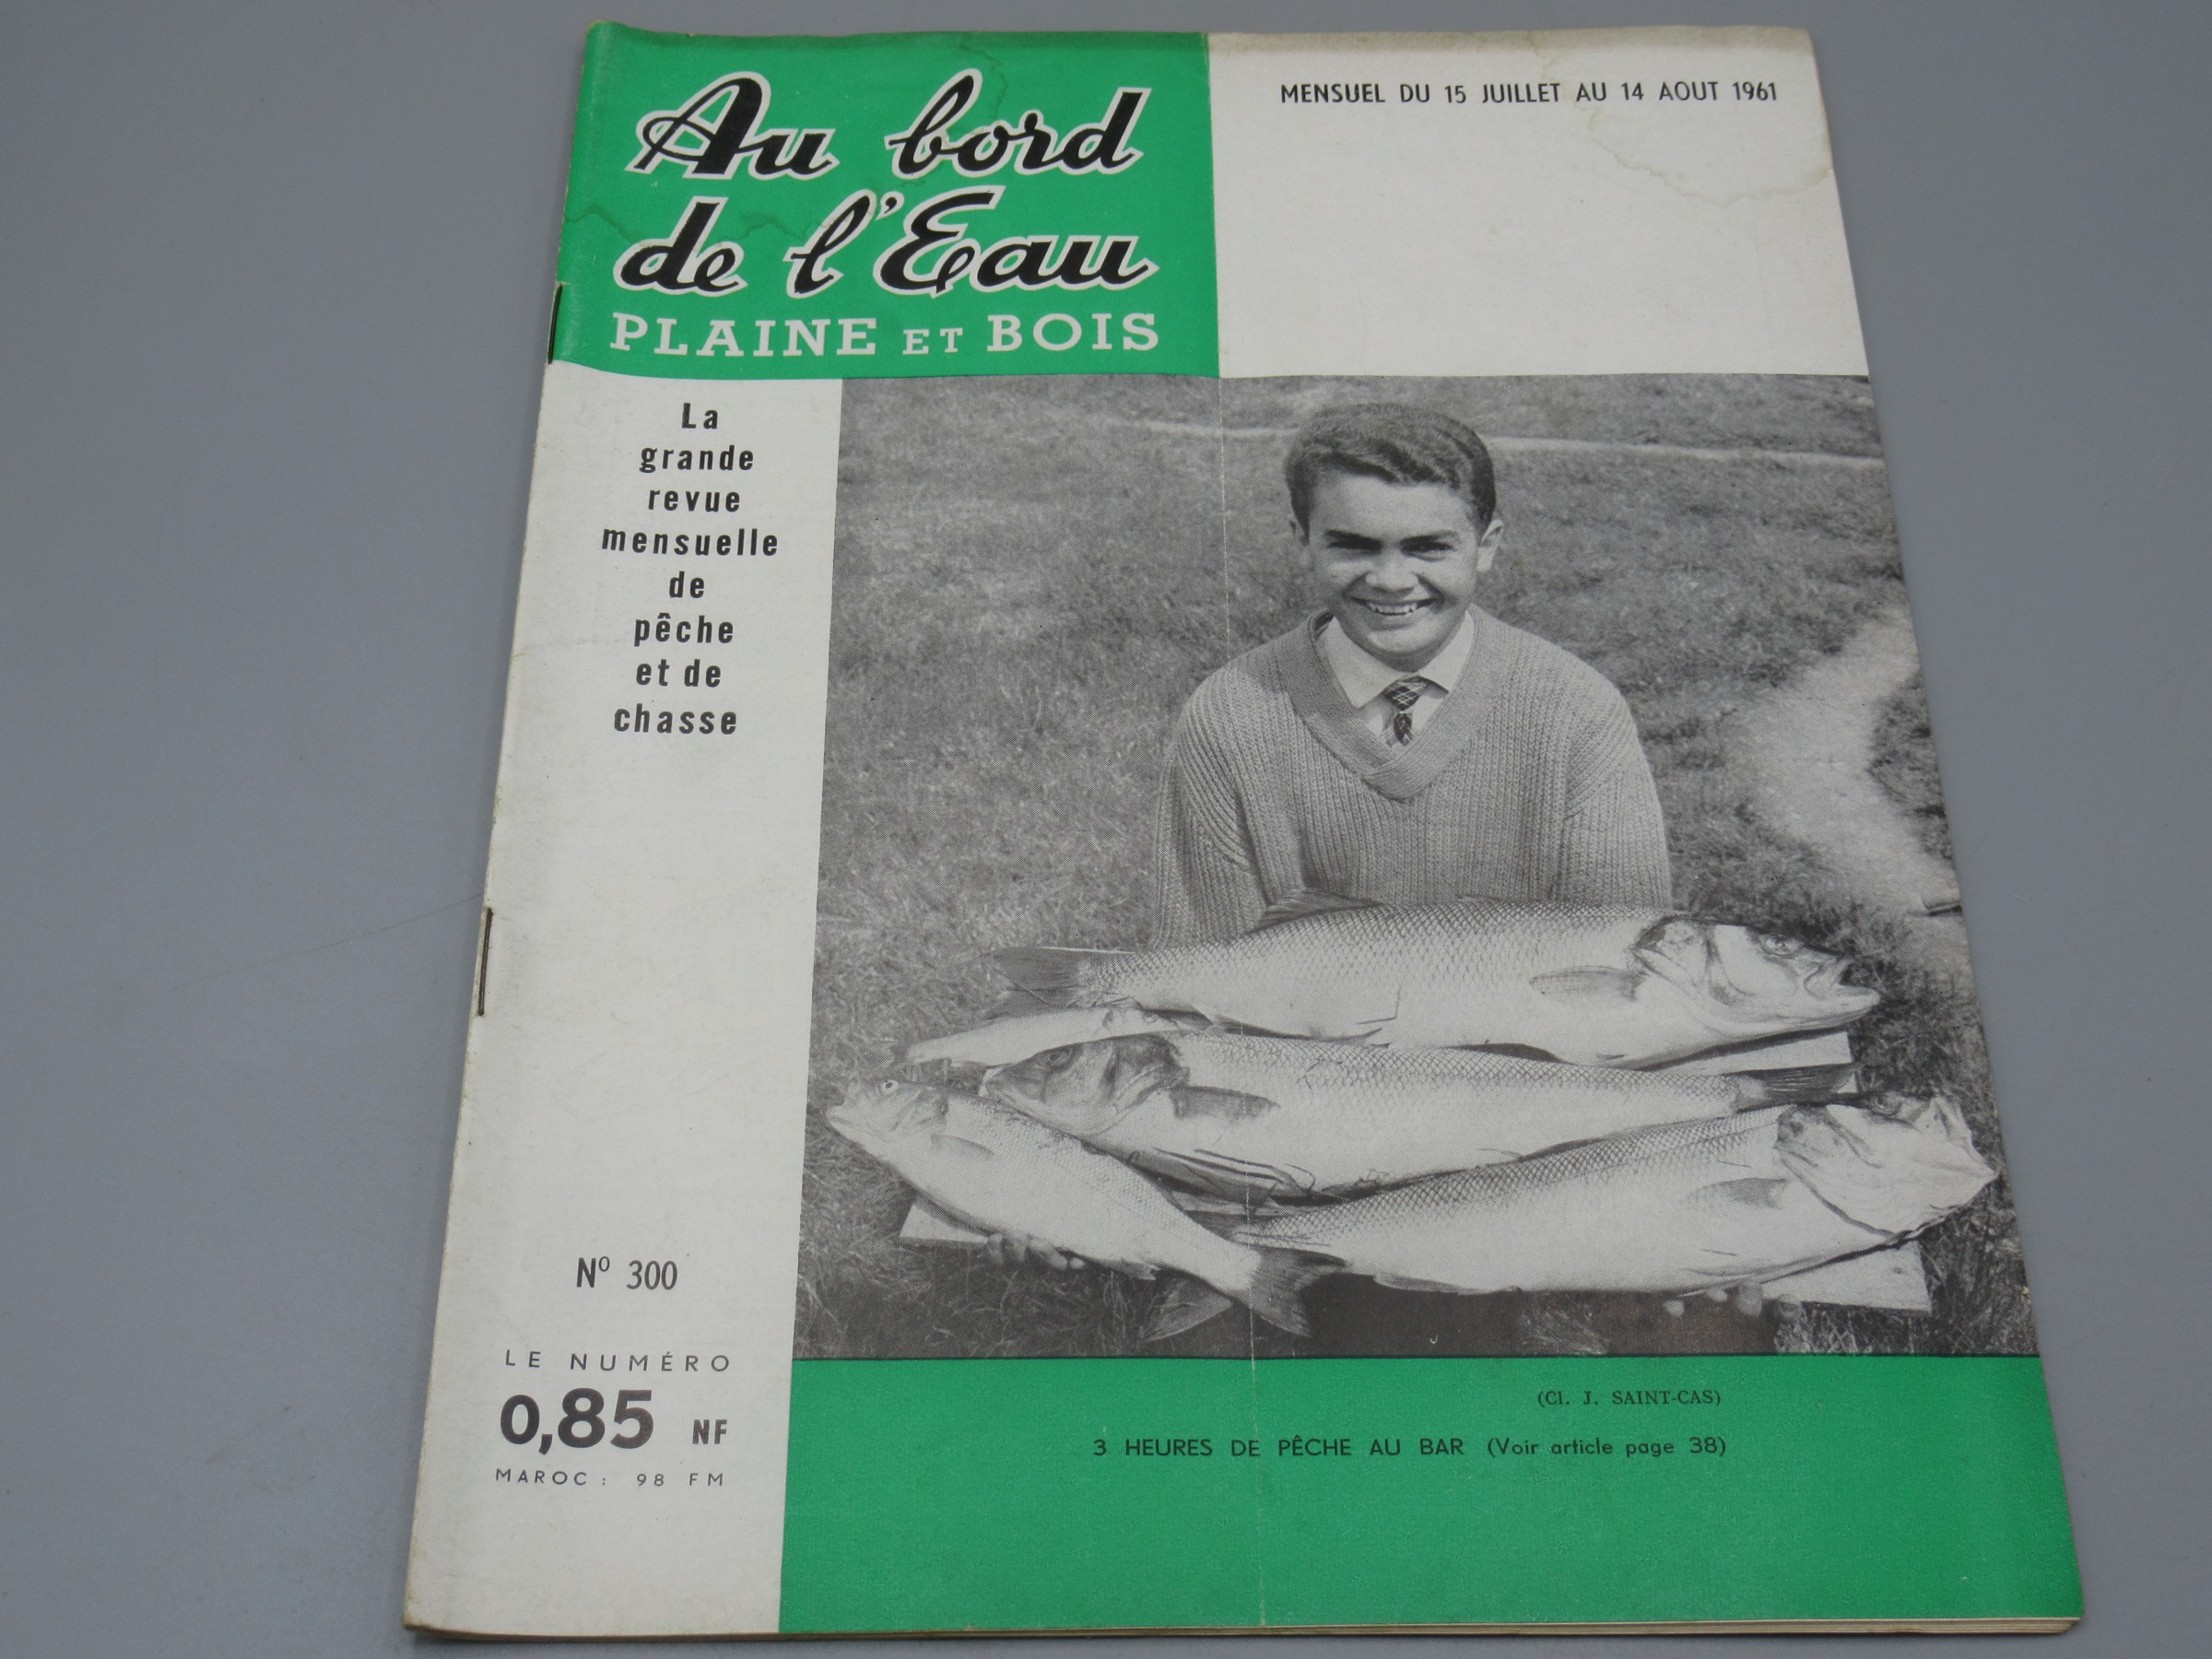 Au bord
de l'Eau
PLAINE ET BOIS
MENSUEL DU 15 JUILLET AU 14 AOUT 1961
La
grande
revue
mensuelle
de
pêche
et de
chasse
Nº 300
LE NUMÉRO
0,85 NF
MAROC : 98 FM
(Cl. J. SAINT-CAS)
3 HEURES DE PÊCHE AU BAR (Voir article page 38)